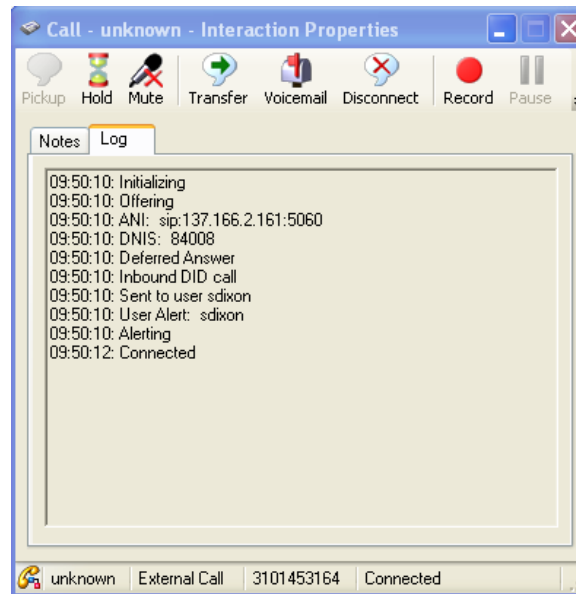 Call - unknown - Interaction Properties
Pickup Hold Mute Transfer Voicemail Disconnect Record Pause
Notes Log
09:50:10: Initializing
09:50:10: Offering
09:50:10: ANI: sip:137.166.2.161:5060
09:50:10: DNIS: 84008
09:50:10: Deferred Answer
09:50:10: Inbound DID call
09:50:10: Sent to user sdixon
09:50:10: User Alert: sdixon
09:50:10: Alerting
09:50:12: Connected
unknown External Call 3101453164 Connected